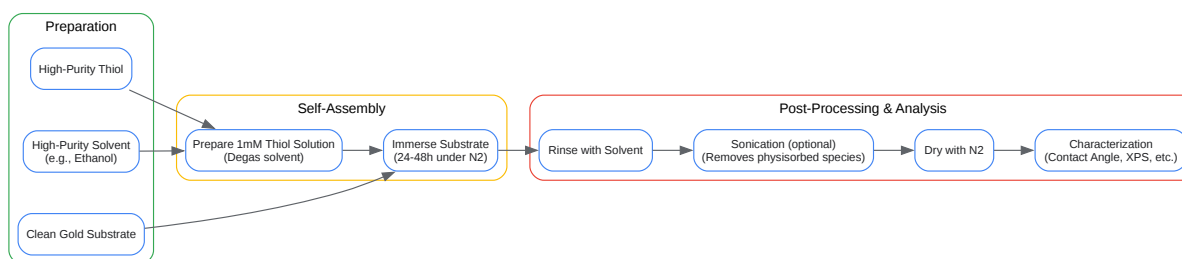 Preparation
High-Purity Thiol
High-Purity Solvent
(e.g., Ethanol)
Clean Gold Substrate
Self-Assembly
Prepare 1mM Thiol Solution
(Degas solvent)
Immerse Substrate
(24-48h under N2)
Post-Processing & Analysis
Rinse with Solvent
Sonication (optional)
(Removes physisorbed species)
Dry with N2
Characterization
(Contact Angle, XPS, etc.)